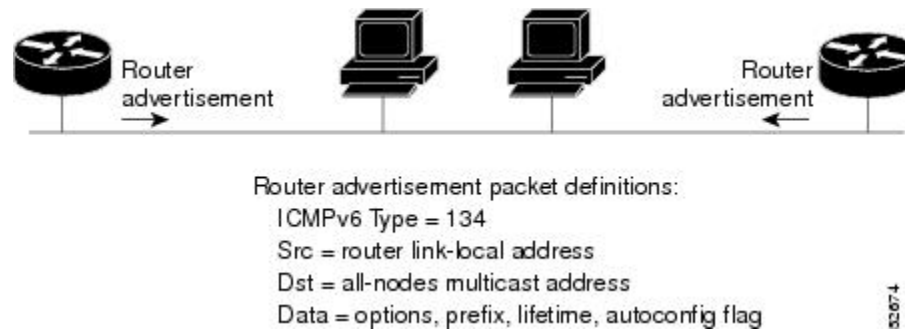 Router
advertisement
Router
advertisement
Router advertisement packet definitions:
ICMPv6 Type = 134
Src = router link-local address
Dst = all-nodes multicast address
Data = options, prefix, lifetime, autoconfig flag
52674